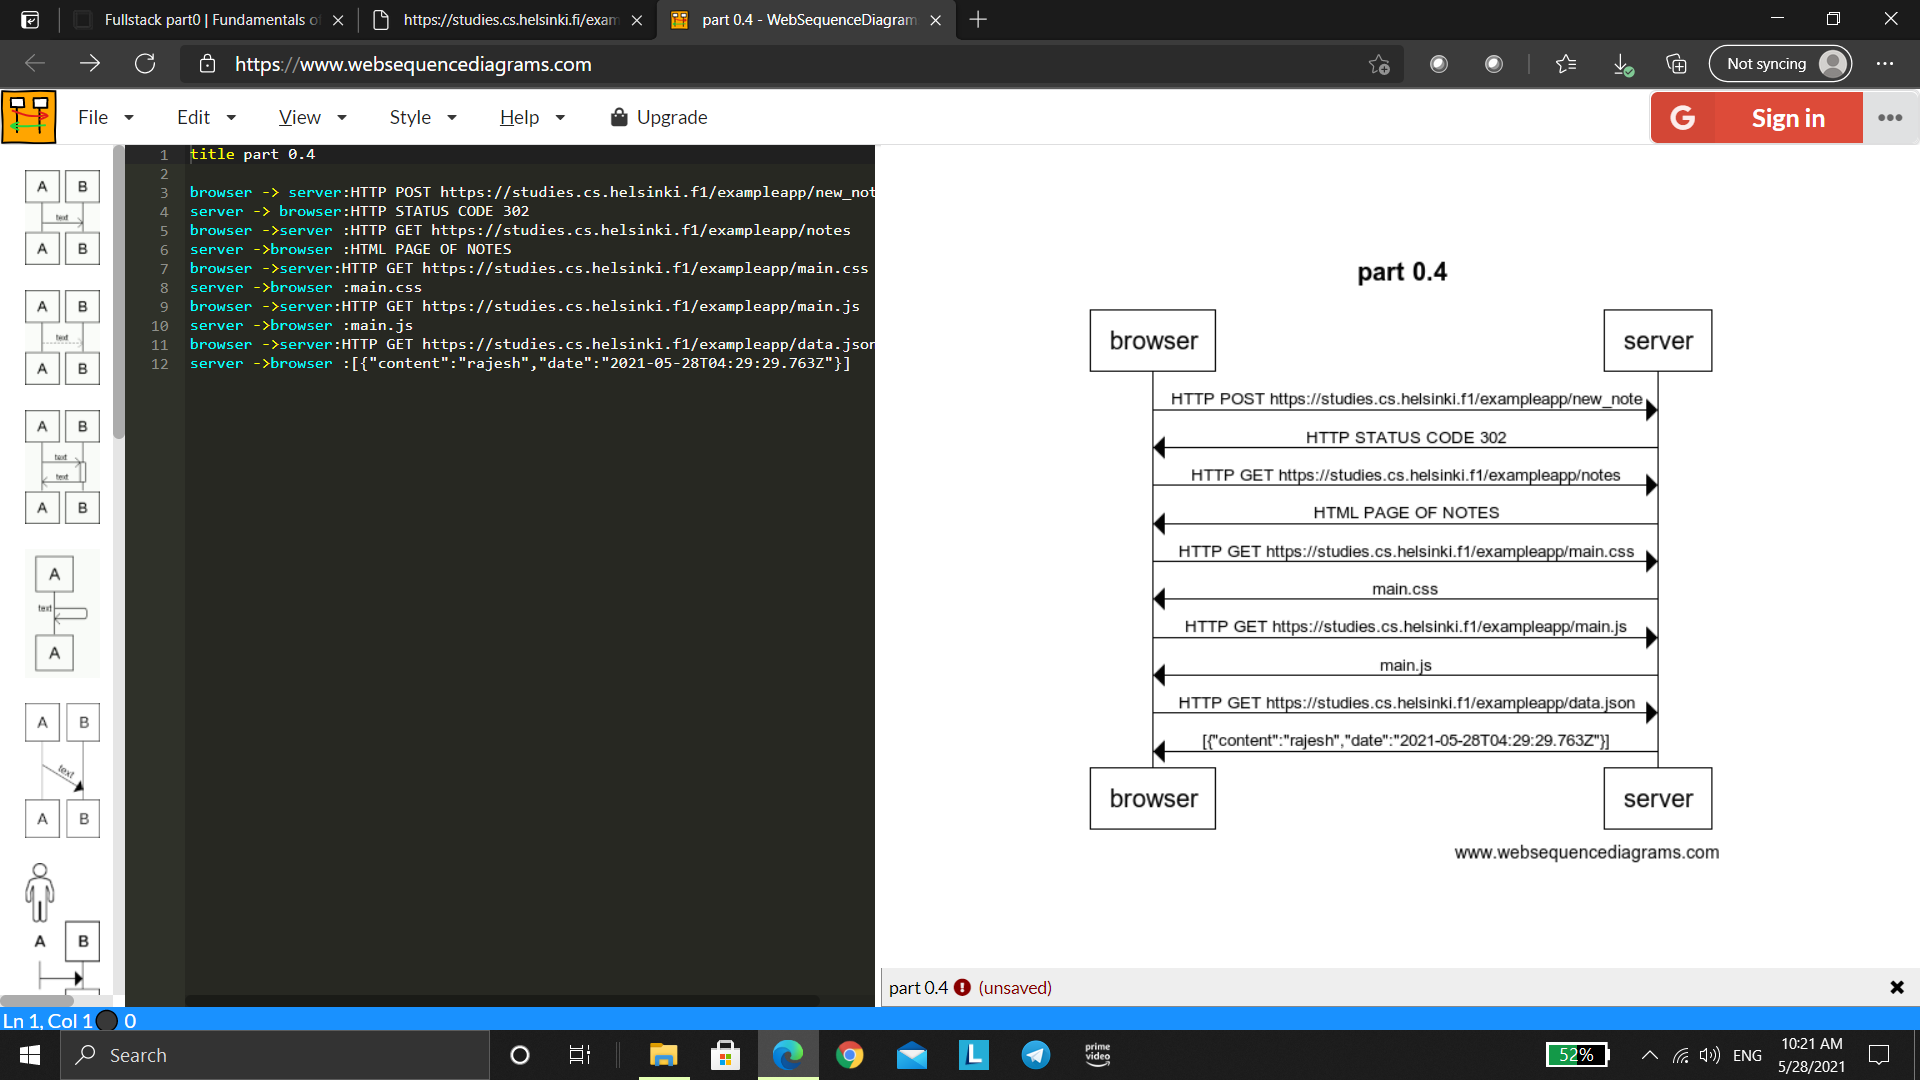 Fullstack part0 | Fundamentals o
https://studies.cs.helsinki.fi/exam
part 0.4 - WebSequenceDiagram
https://www.websequencediagrams.com
Not syncing
File
Edit
View
Style
Help
Upgrade
G
Sign in
A B
text
A B
A B
text
A B
A B
text
text
A B
A
text
A
A B
text
A B
A B
1 title part 0.4
2
3 browser -> server:HTTP POST https://studies.cs.helsinki.f1/exampleapp/new_not
4 server -> browser:HTTP STATUS CODE 302
5 browser ->server :HTTP GET https://studies.cs.helsinki.f1/exampleapp/notes
6 server ->browser :HTML PAGE OF NOTES
7 browser ->server:HTTP GET https://studies.cs.helsinki.f1/exampleapp/main.css
8 server ->browser :main.css
9 browser ->server:HTTP GET https://studies.cs.helsinki.f1/exampleapp/main.js
10 server ->browser :main.js
11 browser ->server:HTTP GET https://studies.cs.helsinki.f1/exampleapp/data.json
12 server ->browser :[{"content":"rajesh","date":"2021-05-28T04:29:29.763Z"}]
part 0.4
browser server
HTTP POST https://studies.cs.helsinki.f1/exampleapp/new_note
HTTP STATUS CODE 302
HTTP GET https://studies.cs.helsinki.f1/exampleapp/notes
HTML PAGE OF NOTES
HTTP GET https://studies.cs.helsinki.f1/exampleapp/main.css
main.css
HTTP GET https://studies.cs.helsinki.f1/exampleapp/main.js
main.js
HTTP GET https://studies.cs.helsinki.f1/exampleapp/data.json
[{"content":"rajesh","date":"2021-05-28T04:29:29.763Z"}]
browser server
www.websequencediagrams.com
part 0.4 (unsaved)
Ln 1, Col 1 0
Search
L
prime
video
52%
ENG
10:21 AM
5/28/2021